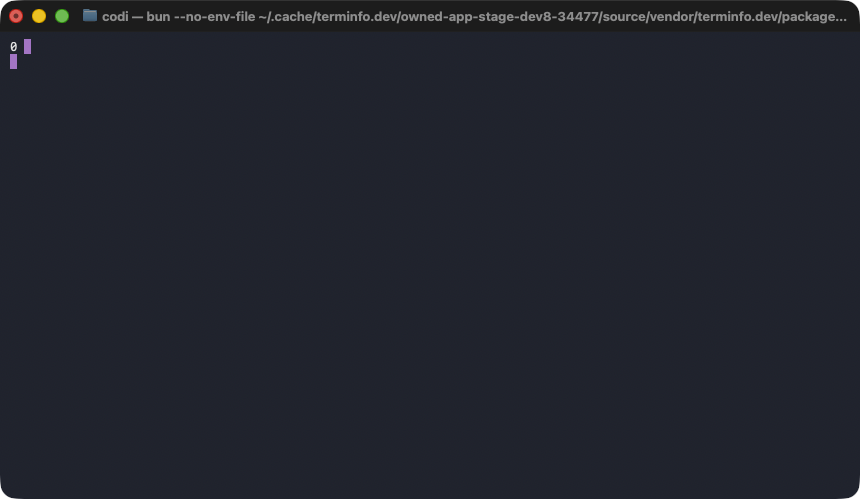 codi — bun --no-env-file ~/.cache/terminfo.dev/owned-app-stage-dev8-34477/source/vendor/terminfo.dev/package...
0